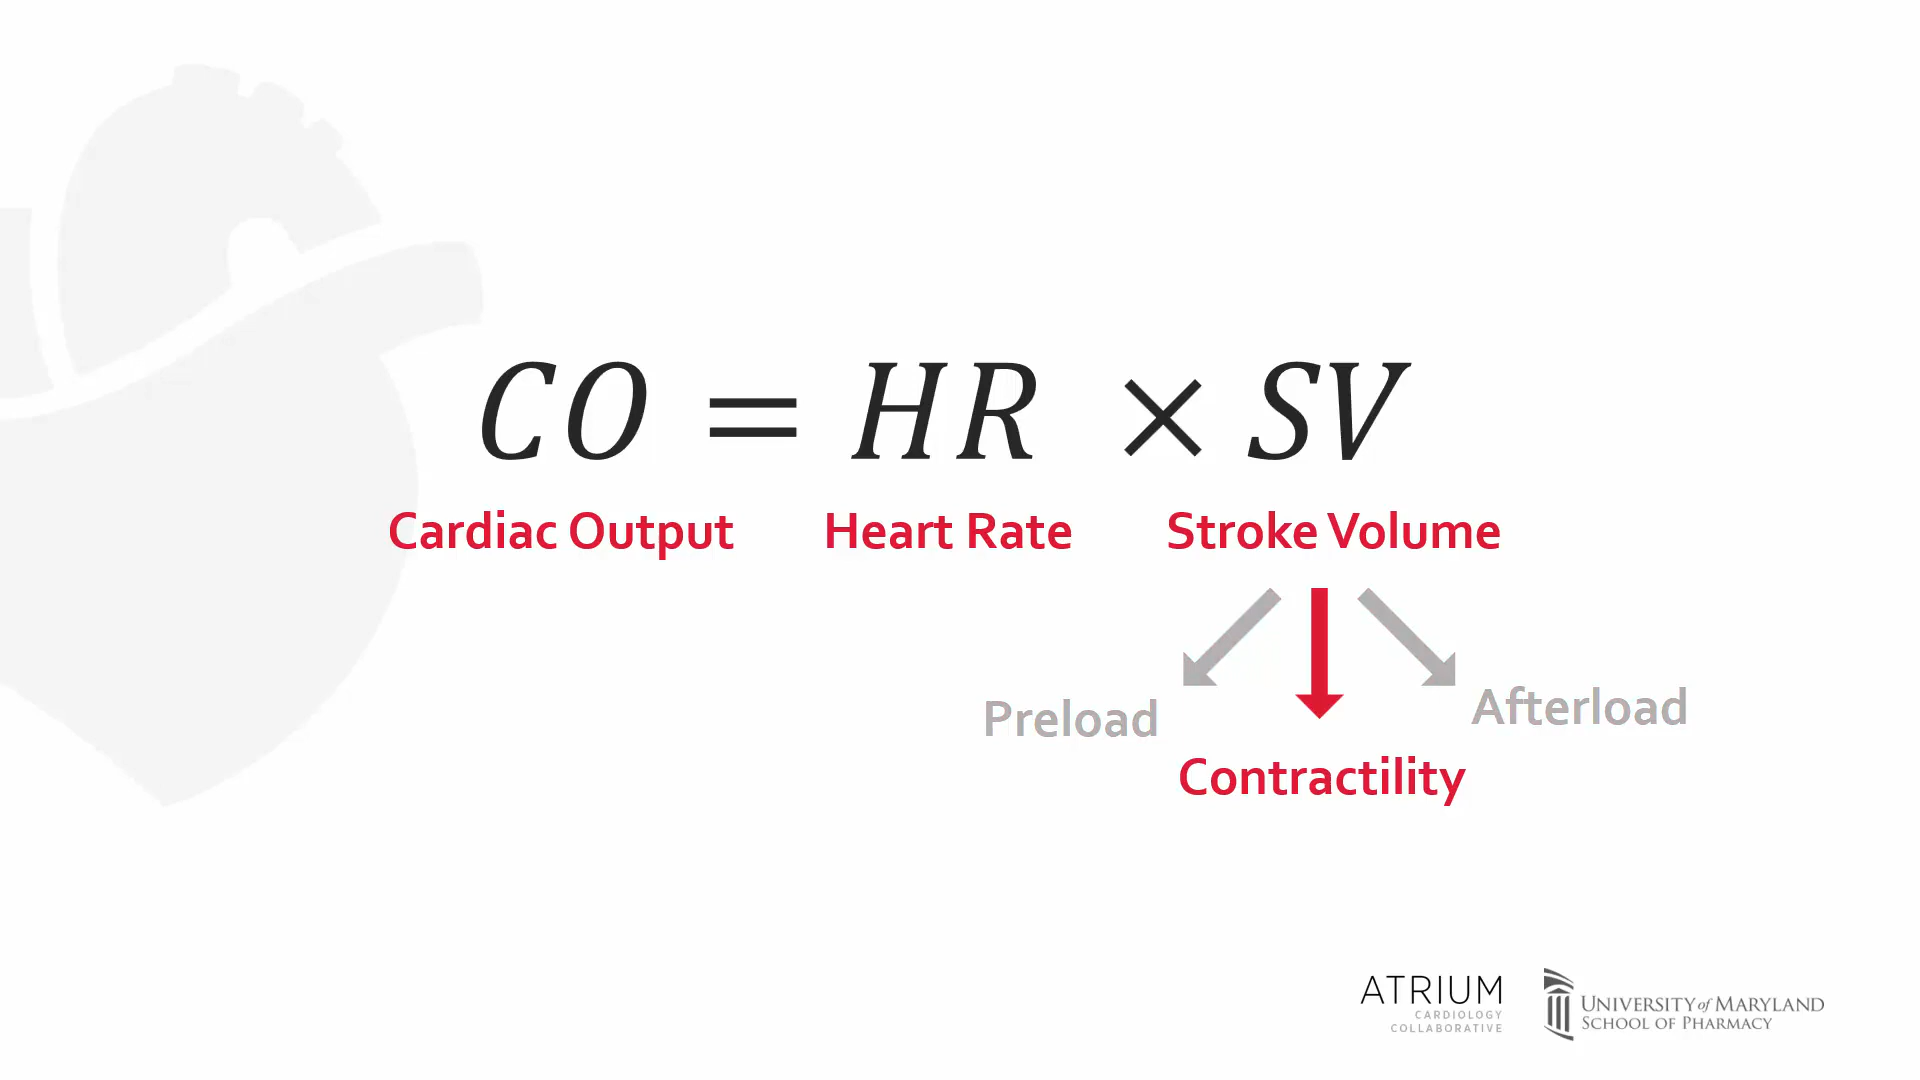 CO = HR × SV
Cardiac Output Heart Rate Stroke Volume
Preload Afterload
Contractility
ATRIUM
CARDIOLOGY
COLLABORATIVE
UNIVERSITY of MARYLAND
SCHOOL OF PHARMACY